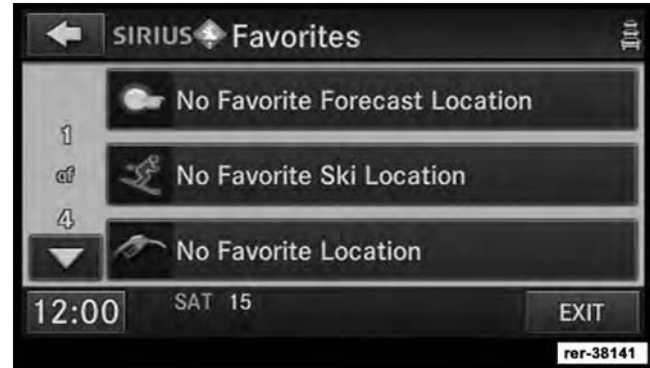 SIRIUS Favorites
No Favorite Forecast Location
1
of
4
No Favorite Ski Location
No Favorite Location
12:00
SAT 15
EXIT
rer-38141